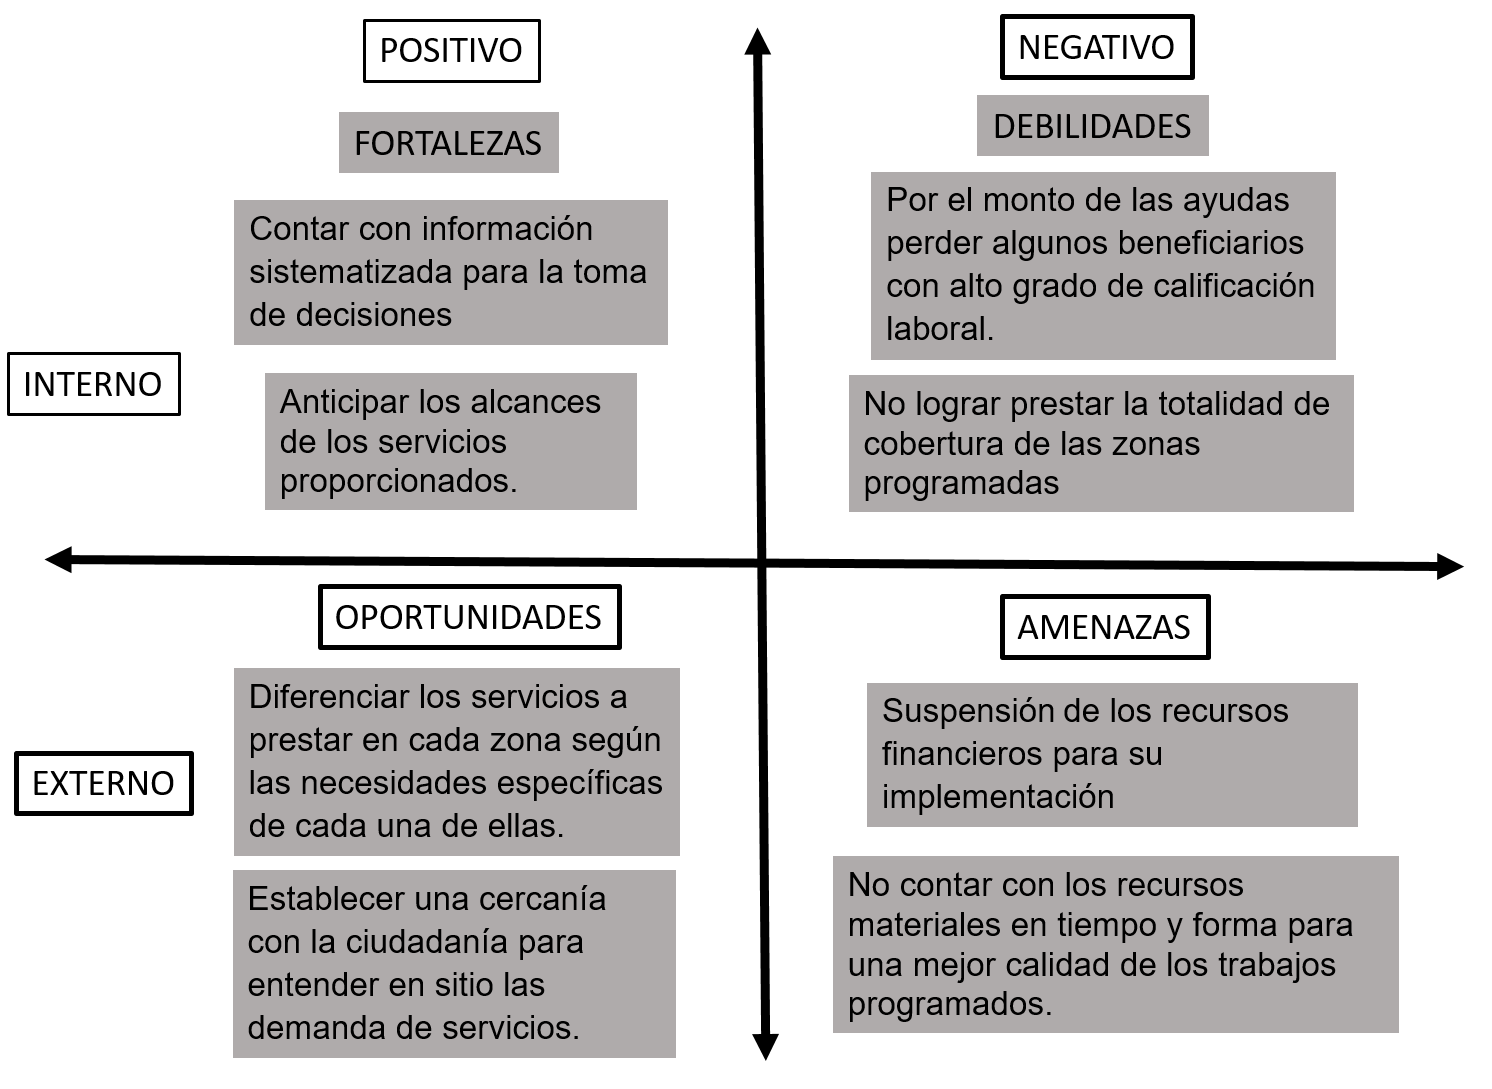 POSITIVO
NEGATIVO
FORTALEZAS
DEBILIDADES
Contar con información
sistematizada para la toma
de decisiones
Por el monto de las ayudas
perder algunos beneficiarios
con alto grado de calificación
laboral.
INTERNO
Anticipar los alcances
de los servicios
proporcionados.
No lograr prestar la totalidad de
cobertura de las zonas
programadas
OPORTUNIDADES
AMENAZAS
EXTERNO
Diferenciar los servicios a
prestar en cada zona según
las necesidades específicas
de cada una de ellas.
Suspensión de los recursos
financieros para su
implementación
Establecer una cercanía
con la ciudadanía para
entender en sitio las
demanda de servicios.
No contar con los recursos
materiales en tiempo y forma para
una mejor calidad de los trabajos
programados.